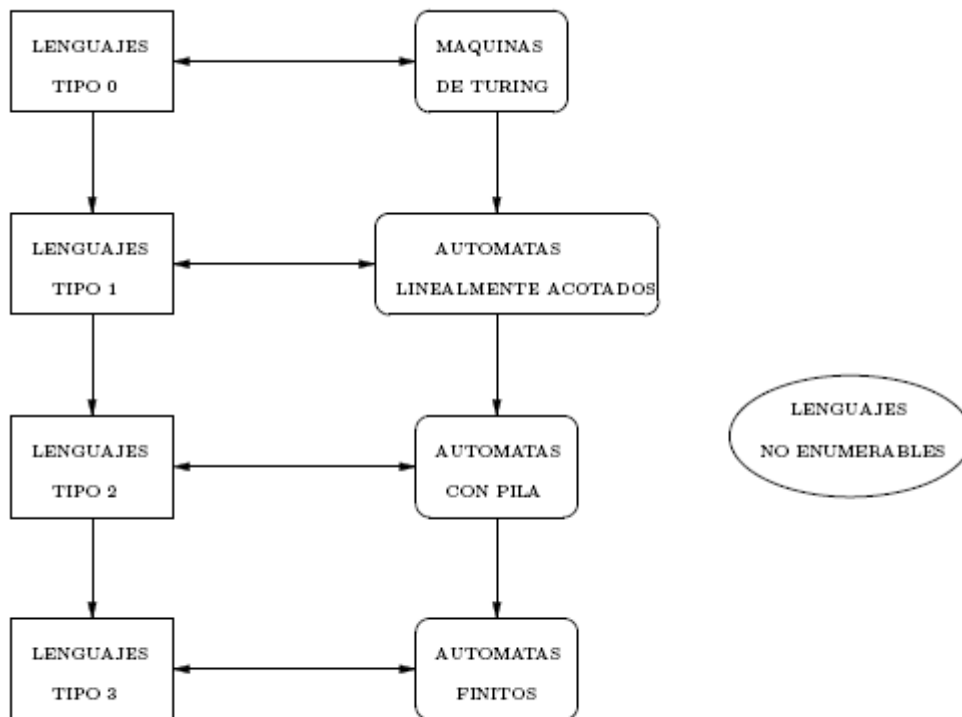 LENGUAJES
TIPO 0
MAQUINAS
DE TURING
LENGUAJES
TIPO 1
AUTOMATAS
LINEALMENTE ACOTADOS
LENGUAJES
NO ENUMERABLES
LENGUAJES
TIPO 2
AUTOMATAS
CON PILA
LENGUAJES
TIPO 3
AUTOMATAS
FINITOS